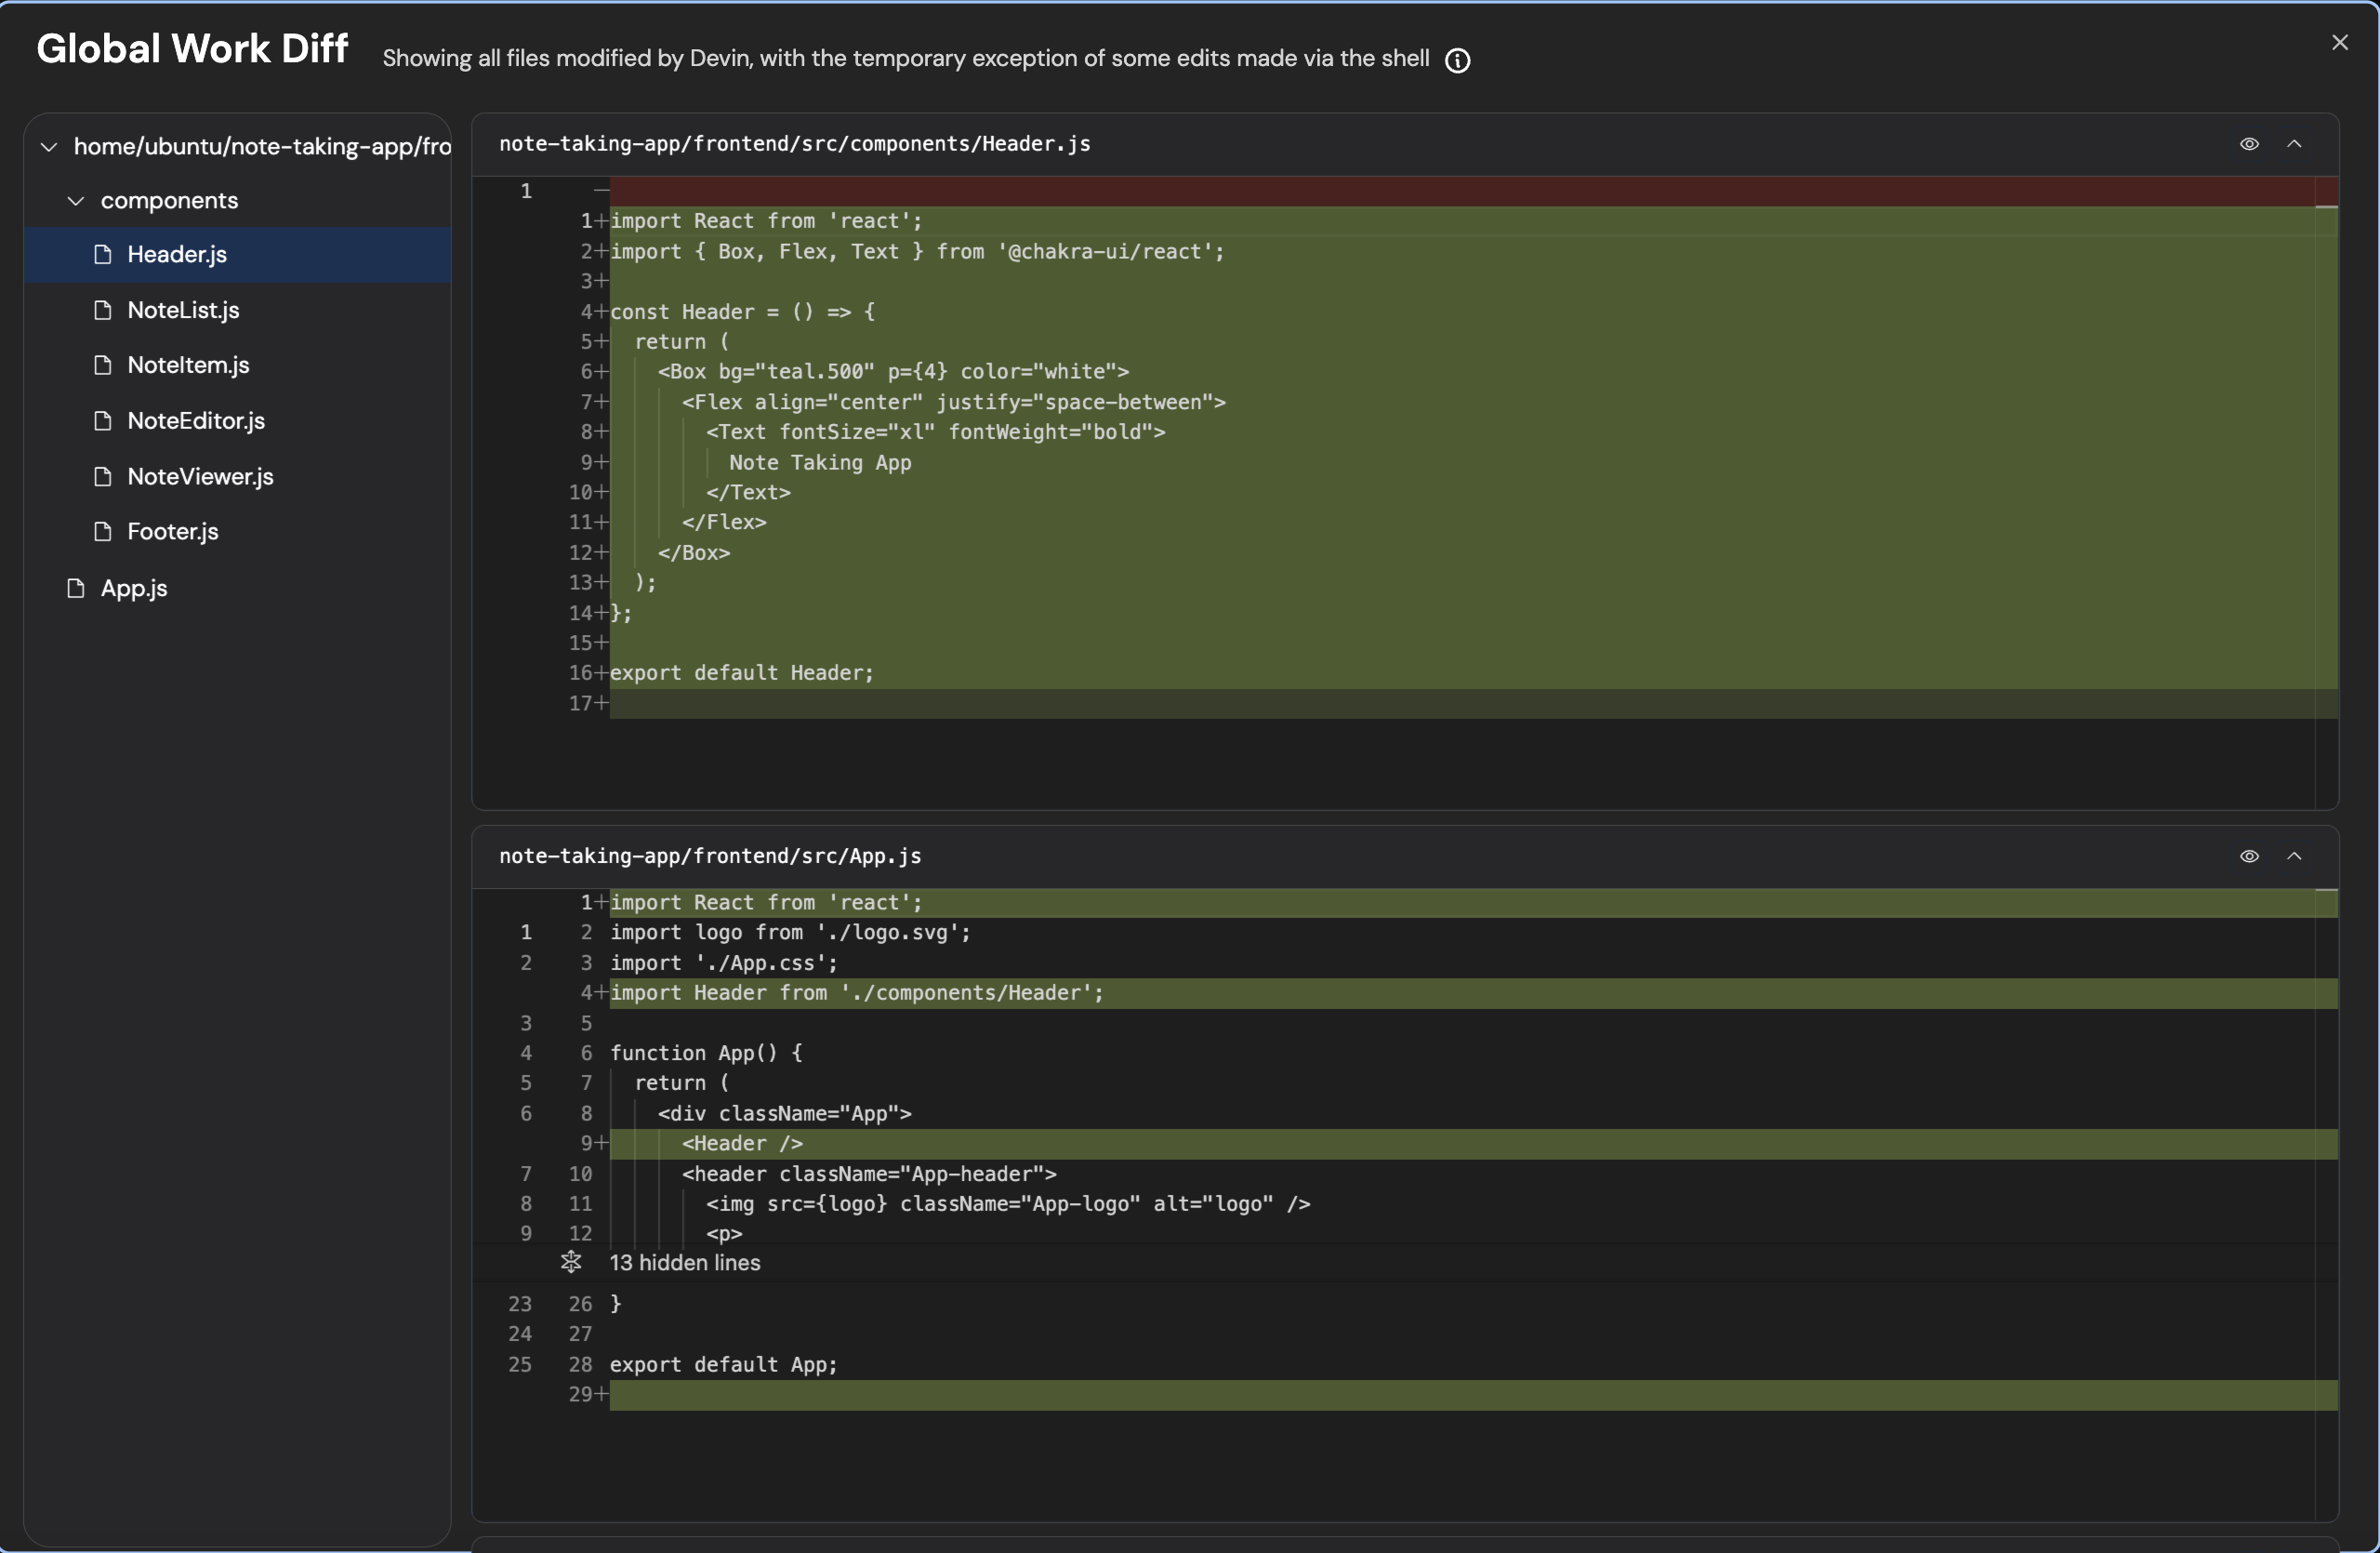 Global Work Diff
Showing all files modified by Devin, with the temporary exception of some edits made via the shell
home/ubuntu/note-taking-app/fro
components
Header.js
NoteList.js
NoteItem.js
NoteEditor.js
NoteViewer.js
Footer.js
App.js
note-taking-app/frontend/src/components/Header.js
1 —
1+import React from 'react';
2+import { Box, Flex, Text } from '@chakra-ui/react';
3+
4+const Header = () => {
5+  return (
6+    <Box bg="teal.500" p={4} color="white">
7+      <Flex align="center" justify="space-between">
8+        <Text fontSize="xl" fontWeight="bold">
9+          Note Taking App
10+        </Text>
11+      </Flex>
12+    </Box>
13+  );
14+};
15+
16+export default Header;
17+
note-taking-app/frontend/src/App.js
1+import React from 'react';
1 2 import logo from './logo.svg';
2 3 import './App.css';
4+import Header from './components/Header';
3 5
4 6 function App() {
5 7   return (
6 8     <div className="App">
9+      <Header />
7 10      <header className="App-header">
8 11        <img src={logo} className="App-logo" alt="logo" />
9 12        <p>
13 hidden lines
23 26 }
24 27
25 28 export default App;
29+